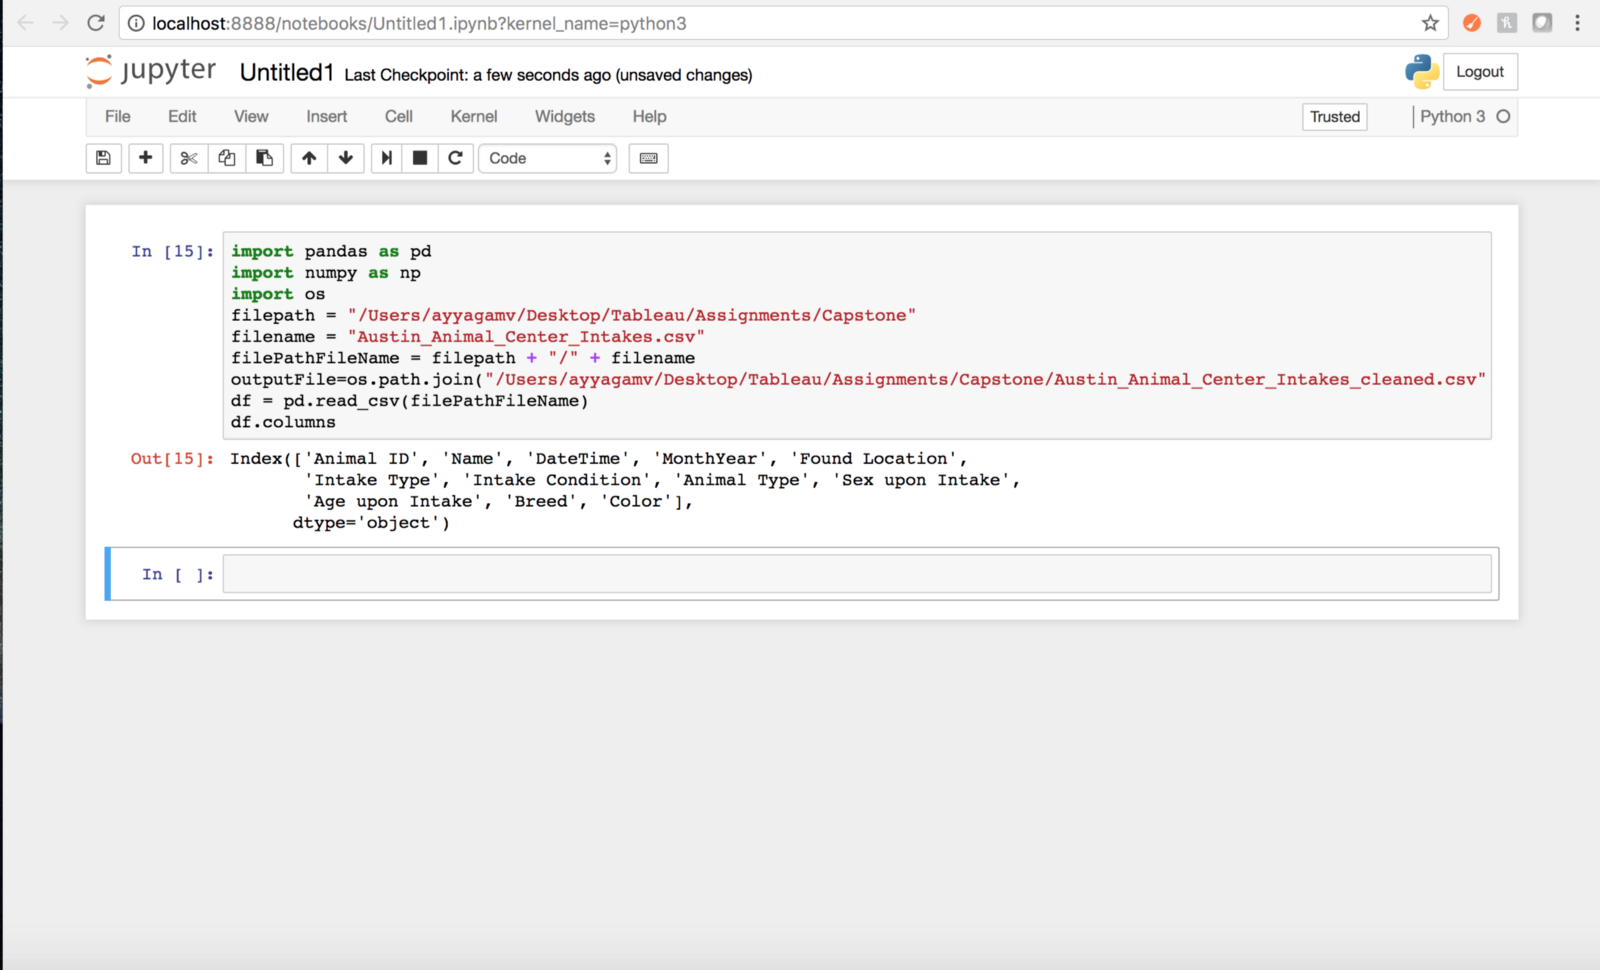 localhost:8888/notebooks/Untitled1.ipynb?kernel_name=python3
jupyter Untitled1 Last Checkpoint: a few seconds ago (unsaved changes) Logout
File Edit View Insert Cell Kernel Widgets Help Trusted Python 3
Code
In [15]: import pandas as pd
import numpy as np
import os
filepath = "/Users/ayyagamv/Desktop/Tableau/Assignments/Capstone"
filename = "Austin_Animal_Center_Intakes.csv"
filePathFileName = filepath + "/" + filename
outputFile=os.path.join("/Users/ayyagamv/Desktop/Tableau/Assignments/Capstone/Austin_Animal_Center_Intakes_cleaned.csv"
df = pd.read_csv(filePathFileName)
df.columns
Out[15]: Index(['Animal ID', 'Name', 'DateTime', 'MonthYear', 'Found Location',
'Intake Type', 'Intake Condition', 'Animal Type', 'Sex upon Intake',
'Age upon Intake', 'Breed', 'Color'],
dtype='object')
In [ ]: